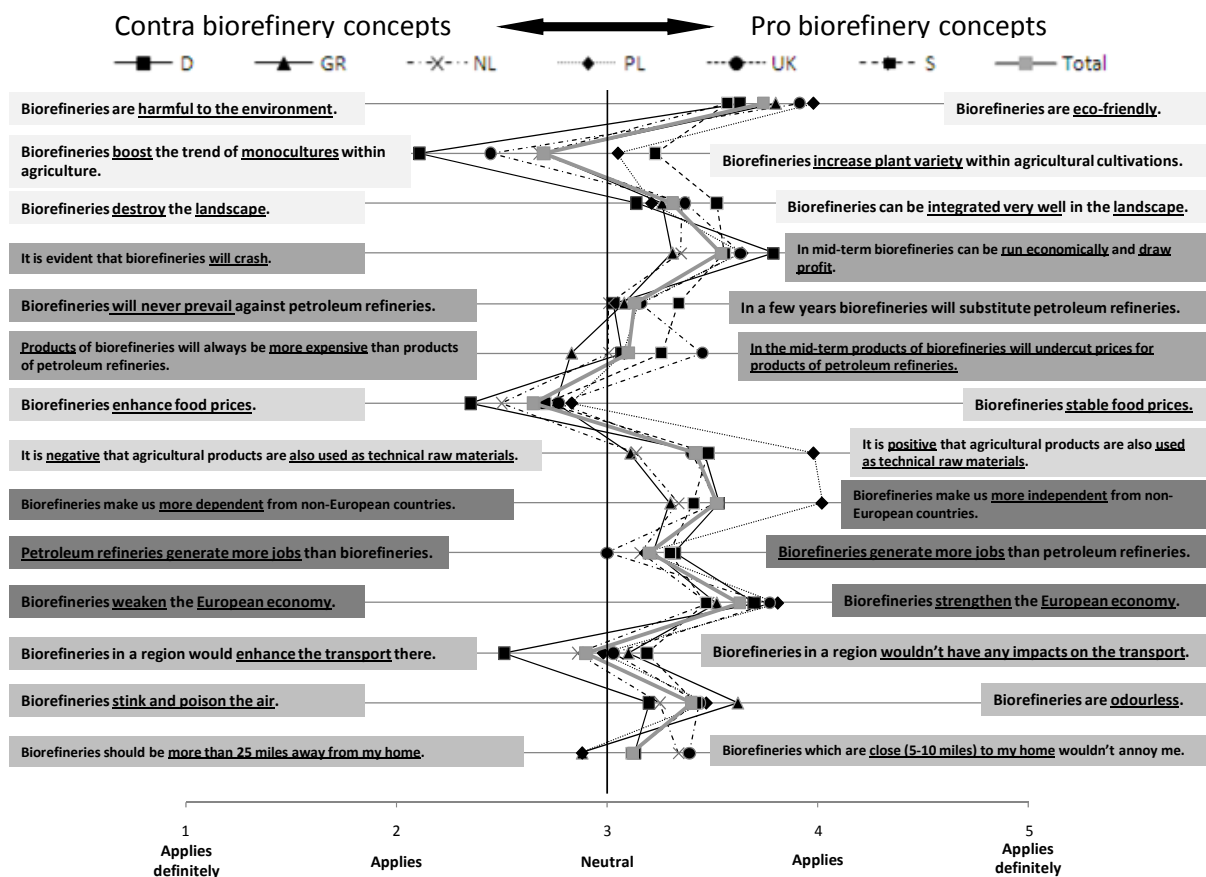 Contra biorefinery concepts
Pro biorefinery concepts
D GR NL PL UK S Total
Biorefineries are harmful to the environment.
Biorefineries are eco-friendly.
Biorefineries boost the trend of monocultures within
agriculture.
Biorefineries increase plant variety within agricultural cultivations.
Biorefineries destroy the landscape.
Biorefineries can be integrated very well in the landscape.
It is evident that biorefineries will crash.
In mid-term biorefineries can be run economically and draw
profit.
Biorefineries will never prevail against petroleum refineries.
In a few years biorefineries will substitute petroleum refineries.
Products of biorefineries will always be more expensive than products
of petroleum refineries.
In the mid-term products of biorefineries will undercut prices for
products of petroleum refineries.
Biorefineries enhance food prices.
Biorefineries stable food prices.
It is negative that agricultural products are also used as technical raw materials.
It is positive that agricultural products are also used
as technical raw materials.
Biorefineries make us more dependent from non-European countries.
Biorefineries make us more independent from non-
European countries.
Petroleum refineries generate more jobs than biorefineries.
Biorefineries generate more jobs than petroleum refineries.
Biorefineries weaken the European economy.
Biorefineries strengthen the European economy.
Biorefineries in a region would enhance the transport there.
Biorefineries in a region wouldn't have any impacts on the transport.
Biorefineries stink and poison the air.
Biorefineries are odourless.
Biorefineries should be more than 25 miles away from my home.
Biorefineries which are close (5-10 miles) to my home wouldn't annoy me.
1 2 3 4 5
Applies
definitely
Applies
Neutral
Applies
Applies
definitely